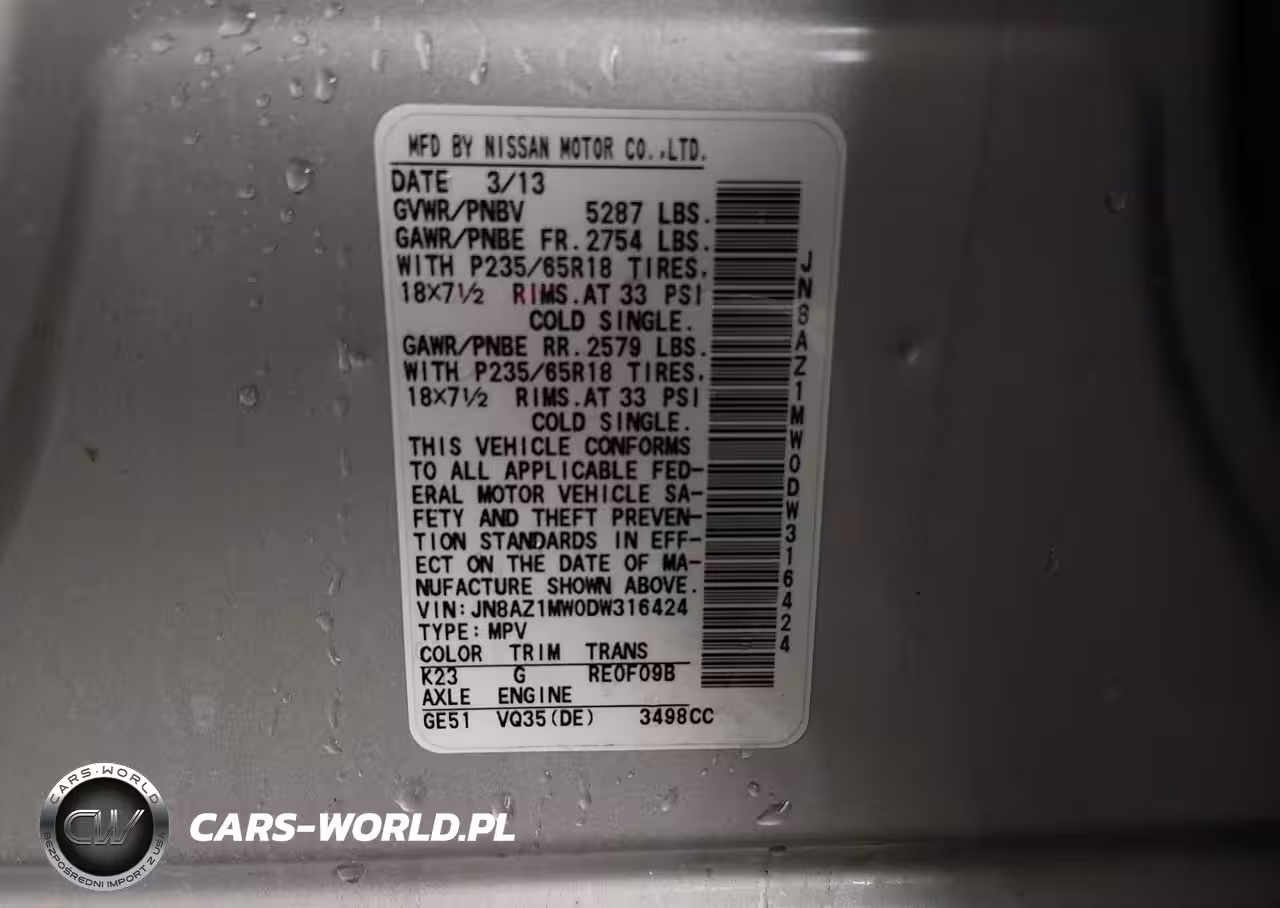 MFD BY NISSAN MOTOR CO.,LTD.
DATE 3/13
GVWR/PNBV 5287 LBS.
GAWR/PNBE FR.2754 LBS.
WITH P235/65R18 TIRES.
18×7½ RIMS.AT 33 PSI
COLD SINGLE.
GAWR/PNBE RR.2579 LBS.
WITH P235/65R18 TIRES.
18×7½ RIMS.AT 33 PSI
COLD SINGLE.
THIS VEHICLE CONFORMS
TO ALL APPLICABLE FED-
ERAL MOTOR VEHICLE SA-
FETY AND THEFT PREVEN-
TION STANDARDS IN EFF-
ECT ON THE DATE OF MA-
NUFACTURE SHOWN ABOVE.
VIN:JN8AZ1MW0DW316424
TYPE:MPV
COLOR TRIM TRANS
K23 G RE0F09B
AXLE ENGINE
GE51 VQ35(DE) 3498CC
JN8AZ1MW0DW316424
CARS-WORLD
CW
BEZPOŚREDNI IMPORT Z USA
CARS-WORLD.PL